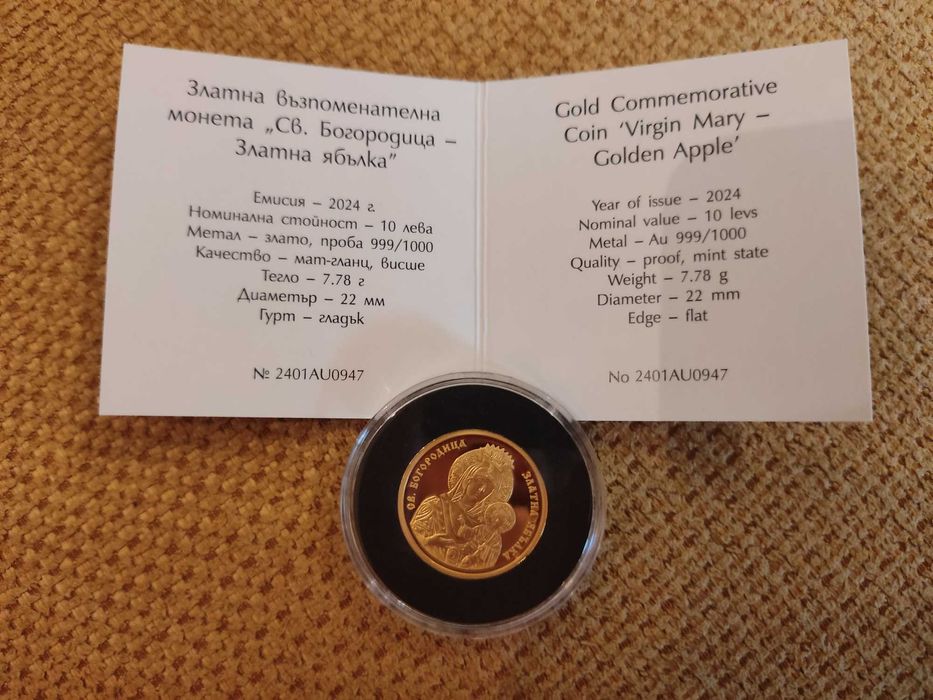 Златна възпоменателна
монета „Св. Богородица –
Златна ябълка"
Емисия – 2024 г.
Номинална стойност – 10 лева
Метал – злато, проба 999/1000
Качество – мат-гланц, висше
Тегло – 7.78 г
Диаметър – 22 мм
Гурт – гладък
№ 2401AU0947
Gold Commemorative
Coin 'Virgin Mary –
Golden Apple'
Year of issue – 2024
Nominal value – 10 levs
Metal – Au 999/1000
Quality – proof, mint state
Weight – 7.78 g
Diameter – 22 mm
Edge – flat
No 2401AU0947
СВ. БОГОРОДИЦА
ЗЛАТНА ЯБЪЛКА